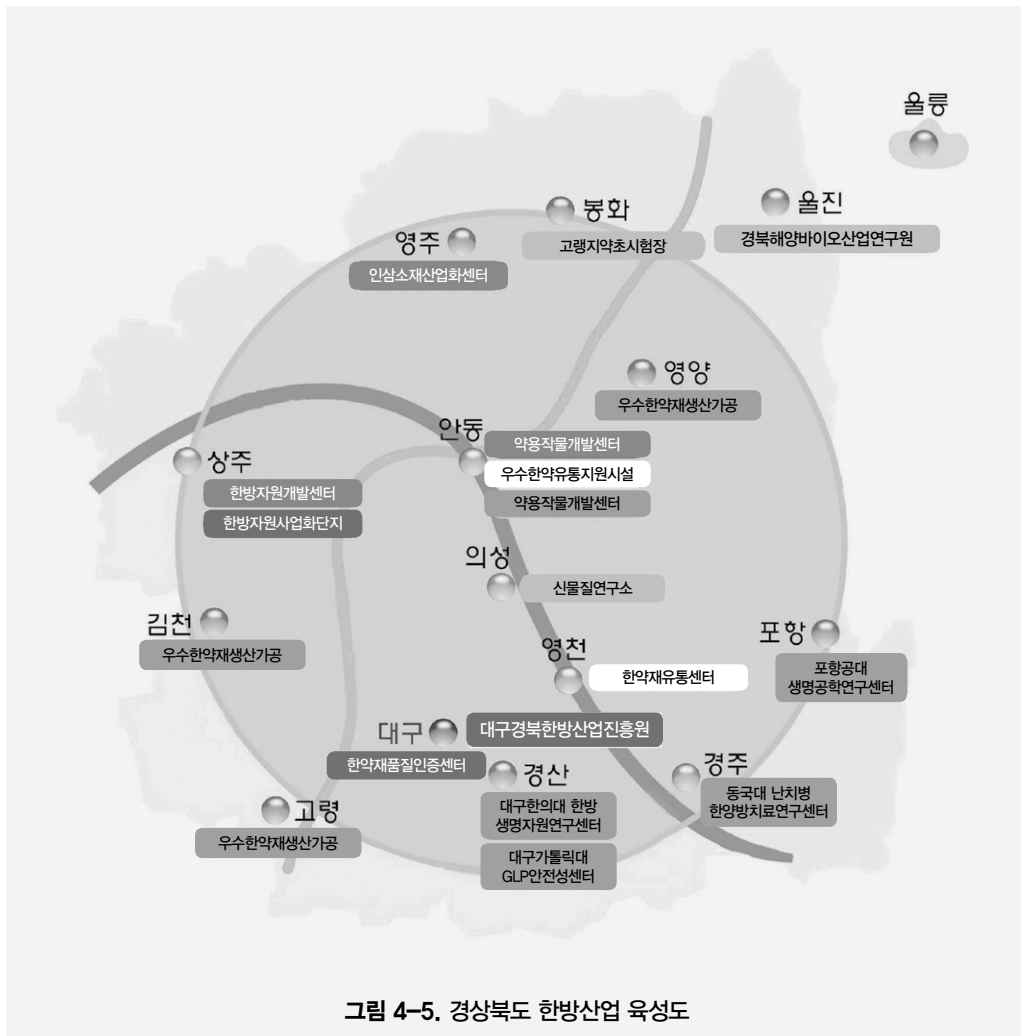 울릉
봉화
고랭지약초시험장
울진
경북해양바이오산업연구원
영주
인삼소재산업화센터
영양
우수한약재생산가공
안동
약용작물개발센터
우수한약유통지원시설
약용작물개발센터
상주
한방자원개발센터
한방자원사업화단지
의성
신물질연구소
김천
우수한약재생산가공
영천
한약재유통센터
포항
포항공대
생명공학연구센터
대구
대구경북한방산업진흥원
한약재품질인증센터
경산
대구한의대 한방
생명자원연구센터
대구가톨릭대
GLP안전성센터
경주
동국대 난치병
한양방치료연구센터
고령
우수한약재생산가공
그림 4-5. 경상북도 한방산업 육성도